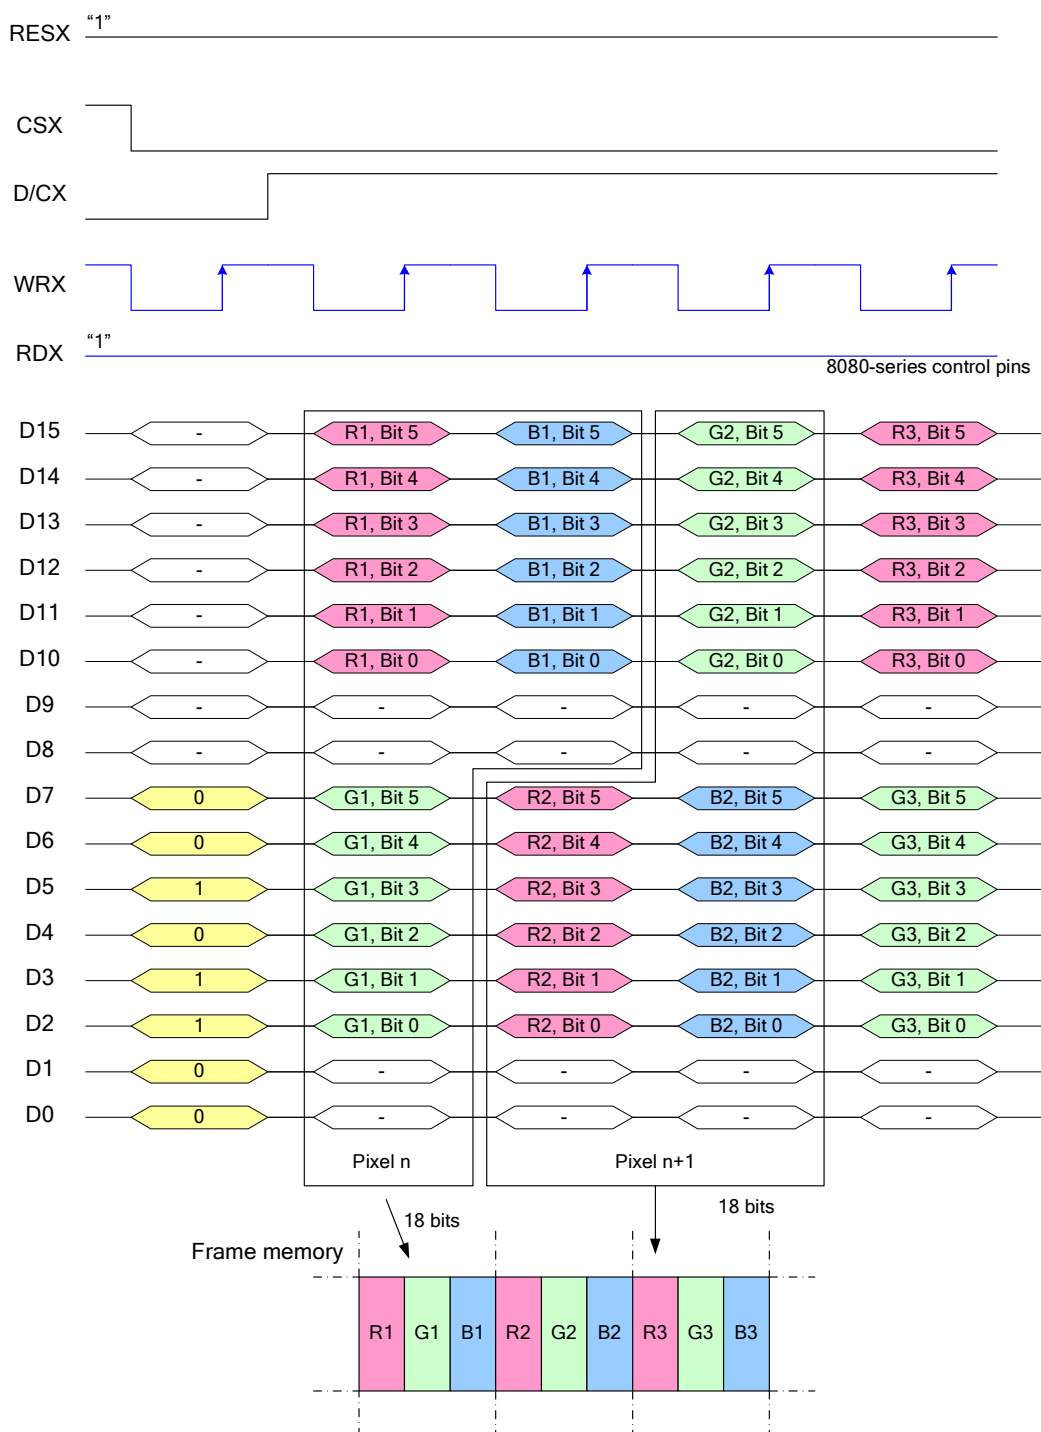 RESX “1”
CSX
D/CX
WRX
RDX “1”
8080-series control pins
D15 - R1, Bit 5 B1, Bit 5 G2, Bit 5 R3, Bit 5
D14 - R1, Bit 4 B1, Bit 4 G2, Bit 4 R3, Bit 4
D13 - R1, Bit 3 B1, Bit 3 G2, Bit 3 R3, Bit 3
D12 - R1, Bit 2 B1, Bit 2 G2, Bit 2 R3, Bit 2
D11 - R1, Bit 1 B1, Bit 1 G2, Bit 1 R3, Bit 1
D10 - R1, Bit 0 B1, Bit 0 G2, Bit 0 R3, Bit 0
D9 - - - - -
D8 - - - - -
D7 0 G1, Bit 5 R2, Bit 5 B2, Bit 5 G3, Bit 5
D6 0 G1, Bit 4 R2, Bit 4 B2, Bit 4 G3, Bit 4
D5 1 G1, Bit 3 R2, Bit 3 B2, Bit 3 G3, Bit 3
D4 0 G1, Bit 2 R2, Bit 2 B2, Bit 2 G3, Bit 2
D3 1 G1, Bit 1 R2, Bit 1 B2, Bit 1 G3, Bit 1
D2 1 G1, Bit 0 R2, Bit 0 B2, Bit 0 G3, Bit 0
D1 0 - - - -
D0 0 - - - -
Pixel n Pixel n+1
18 bits 18 bits
Frame memory
R1 G1 B1 R2 G2 B2 R3 G3 B3